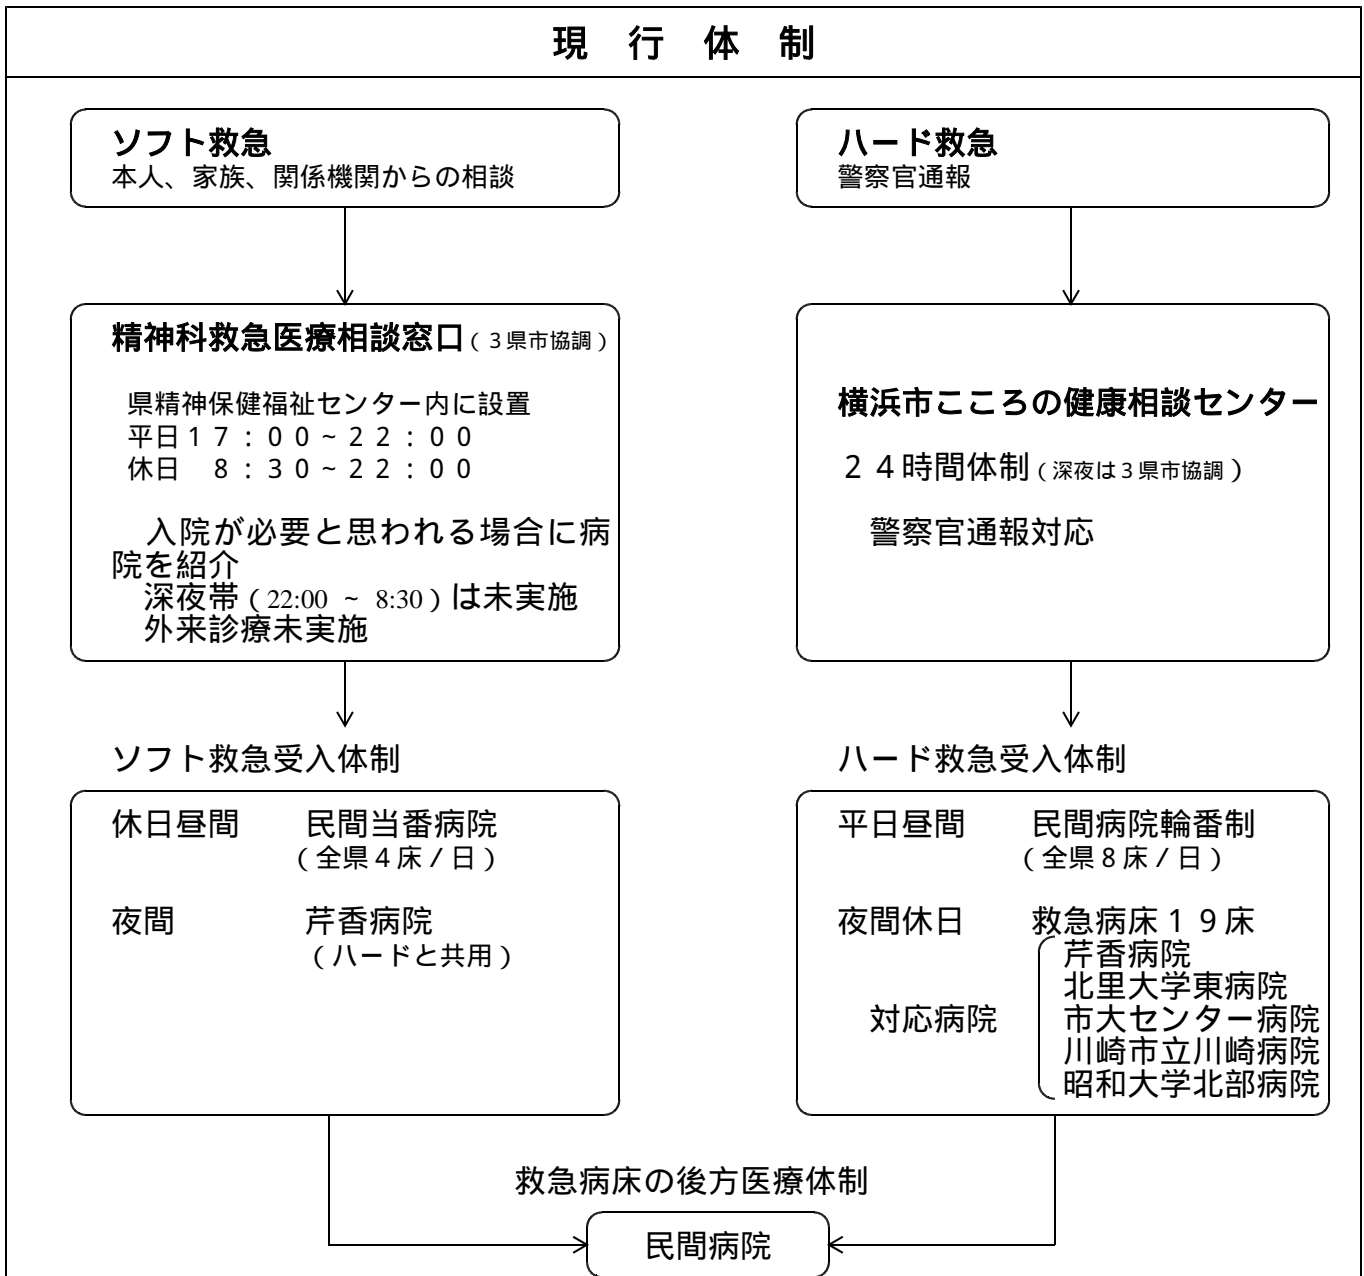 現行体制
ソフト救急
本人、家族、関係機関からの相談
精神科救急医療相談窓口（３県市協調）
県精神保健福祉センター内に設置
平日１７：００～２２：００
休日　８：３０～２２：００
入院が必要と思われる場合に病
院を紹介
深夜帯（22:00 ～ 8:30）は未実施
外来診療未実施
ソフト救急受入体制
休日昼間　民間当番病院
（全県４床／日）
夜間　芹香病院
（ハードと共用）
ハード救急
警察官通報
横浜市こころの健康相談センター
２４時間体制（深夜は３県市協調）
警察官通報対応
ハード救急受入体制
平日昼間　民間病院輪番制
（全県８床／日）
夜間休日　救急病床１９床
対応病院
芹香病院
北里大学東病院
市大センター病院
川崎市立川崎病院
昭和大学北部病院
救急病床の後方医療体制
民間病院